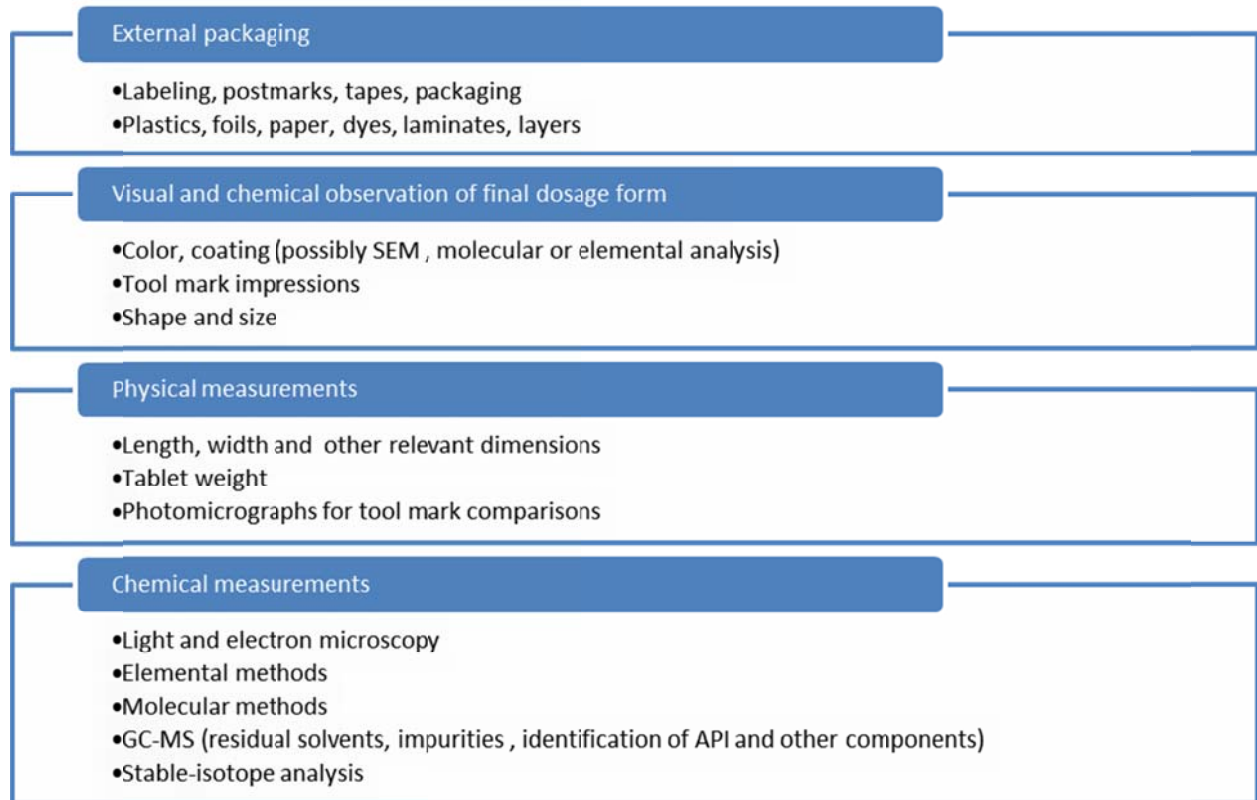 External packaging
•Labeling, postmarks, tapes, packaging
•Plastics, foils, paper, dyes, laminates, layers
Visual and chemical observation of final dosage form
•Color, coating (possibly SEM , molecular or elemental analysis)
•Tool mark impressions
•Shape and size
Physical measurements
•Length, width and other relevant dimensions
•Tablet weight
•Photomicrographs for tool mark comparisons
Chemical measurements
•Light and electron microscopy
•Elemental methods
•Molecular methods
•GC-MS (residual solvents, impurities , identification of API and other components)
•Stable-isotope analysis